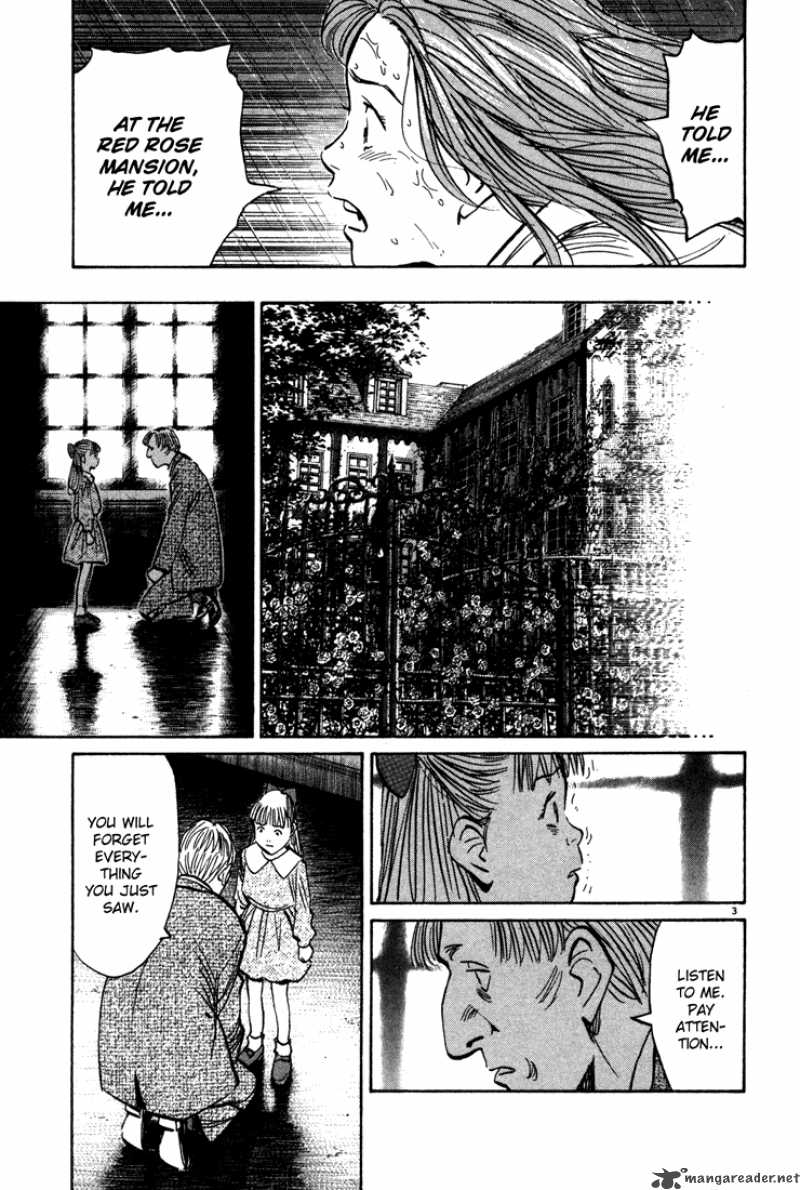 HE
TOLD
ME...
AT THE
RED ROSE
MANSION,
HE TOLD
ME...
3
LISTEN
TO ME.
PAY
ATTEN-
TION...
YOU WILL
FORGET
EVERY-
THING
YOU JUST
SAW.
mangareader.net